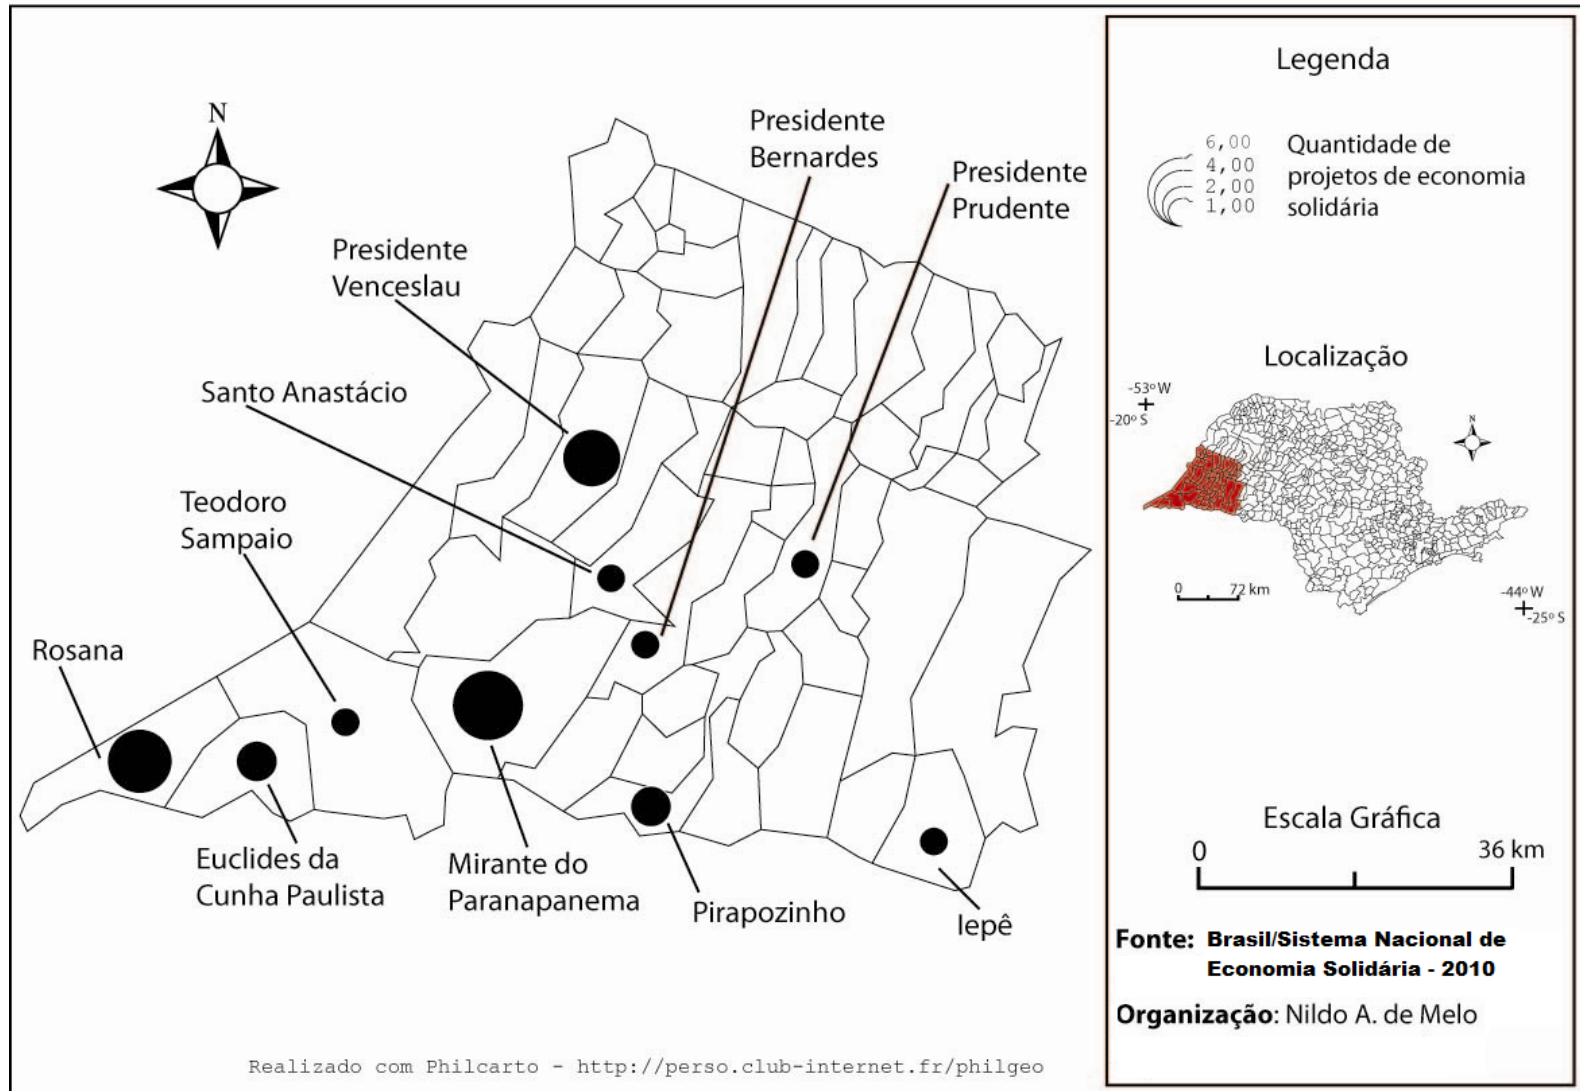 N
Presidente
Bernardes
Presidente
Prudente
Presidente
Venceslau
Santo Anastácio
Teodoro
Sampaio
Rosana
Euclides da
Cunha Paulista
Mirante do
Paranapanema
Pirapozinho
Iepê
Realizado com Philcarto - http://perso.club-internet.fr/philgeo
Legenda
6,00
4,00
2,00
1,00
Quantidade de
projetos de economia
solidária
Localização
-53º W
-20º S
N
0 72 km
-44º W
-25º S
Escala Gráfica
0 36 km
Fonte: Brasil/Sistema Nacional de
Economia Solidária - 2010
Organização: Nildo A. de Melo